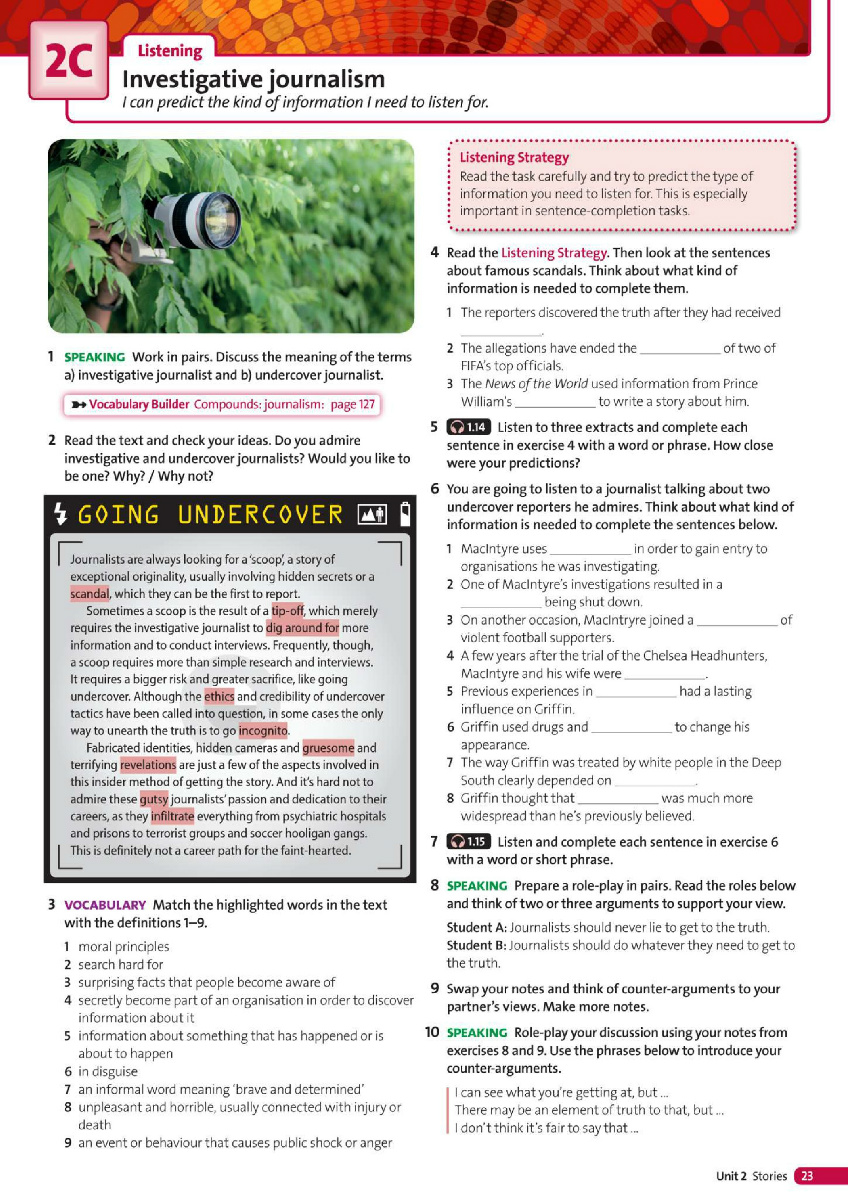 2C
Listening
Investigative journalism
I can predict the kind of information I need to listen for.
1 SPEAKING Work in pairs. Discuss the meaning of the terms
a) investigative journalist and b) undercover journalist.
Vocabulary Builder Compounds: journalism: page 127
2 Read the text and check your ideas. Do you admire
investigative and undercover journalists? Would you like to
be one? Why? / Why not?
GOING UNDERCOVER
Journalists are always looking for a ‘scoop’, a story of
exceptional originality, usually involving hidden secrets or a
scandal, which they can be the first to report.
Sometimes a scoop is the result of a tip-off, which merely
requires the investigative journalist to dig around for more
information and to conduct interviews. Frequently, though,
a scoop requires more than simple research and interviews.
It requires a bigger risk and greater sacrifice, like going
undercover. Although the ethics and credibility of undercover
tactics have been called into question, in some cases the only
way to unearth the truth is to go incognito.
Fabricated identities, hidden cameras and gruesome and
terrifying revelations are just a few of the aspects involved in
this insider method of getting the story. And it’s hard not to
admire these gutsy journalists’ passion and dedication to their
careers, as they infiltrate everything from psychiatric hospitals
and prisons to terrorist groups and soccer hooligan gangs.
This is definitely not a career path for the faint-hearted.
3 VOCABULARY Match the highlighted words in the text
with the definitions 1–9.
1 moral principles
2 search hard for
3 surprising facts that people become aware of
4 secretly become part of an organisation in order to discover
information about it
5 information about something that has happened or is
about to happen
6 in disguise
7 an informal word meaning ‘brave and determined’
8 unpleasant and horrible, usually connected with injury or
death
9 an event or behaviour that causes public shock or anger
Listening Strategy
Read the task carefully and try to predict the type of
information you need to listen for. This is especially
important in sentence-completion tasks.
4 Read the Listening Strategy. Then look at the sentences
about famous scandals. Think about what kind of
information is needed to complete them.
1 The reporters discovered the truth after they had received
____________.
2 The allegations have ended the ____________ of two of
FIFA’s top officials.
3 The News of the World used information from Prince
William’s ____________ to write a story about him.
5 1.14 Listen to three extracts and complete each
sentence in exercise 4 with a word or phrase. How close
were your predictions?
6 You are going to listen to a journalist talking about two
undercover reporters he admires. Think about what kind of
information is needed to complete the sentences below.
1 MacIntyre uses ____________ in order to gain entry to
organisations he was investigating.
2 One of MacIntyre’s investigations resulted in a
____________ being shut down.
3 On another occasion, MacIntryre joined a ____________ of
violent football supporters.
4 A few years after the trial of the Chelsea Headhunters,
MacIntyre and his wife were ____________.
5 Previous experiences in ____________ had a lasting
influence on Griffin.
6 Griffin used drugs and ____________ to change his
appearance.
7 The way Griffin was treated by white people in the Deep
South clearly depended on ____________.
8 Griffin thought that ____________ was much more
widespread than he’s previously believed.
7 1.15 Listen and complete each sentence in exercise 6
with a word or short phrase.
8 SPEAKING Prepare a role-play in pairs. Read the roles below
and think of two or three arguments to support your view.
Student A: Journalists should never lie to get to the truth.
Student B: Journalists should do whatever they need to get to
the truth.
9 Swap your notes and think of counter-arguments to your
partner’s views. Make more notes.
10 SPEAKING Role-play your discussion using your notes from
exercises 8 and 9. Use the phrases below to introduce your
counter-arguments.
I can see what you’re getting at, but ...
There may be an element of truth to that, but ...
I don’t think it’s fair to say that ...
Unit 2 Stories 23